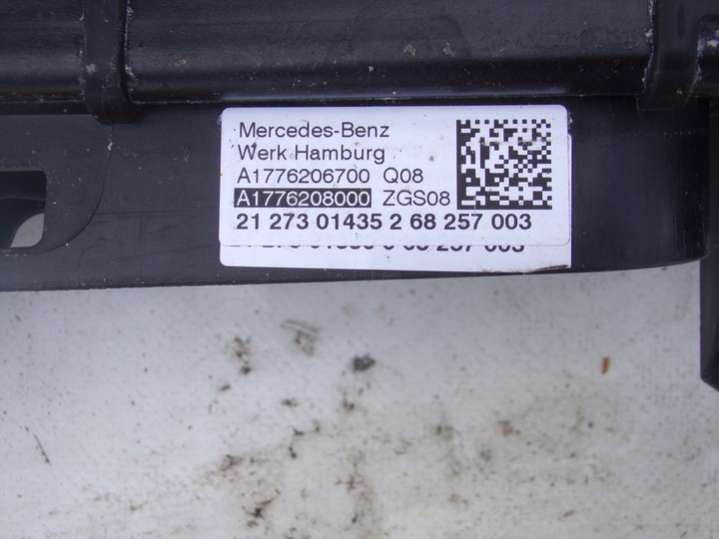 Mercedes-Benz
Werk Hamburg
A1776206700 Q08
A1776208000 ZGS08
21 273 01435 2 68 257 003